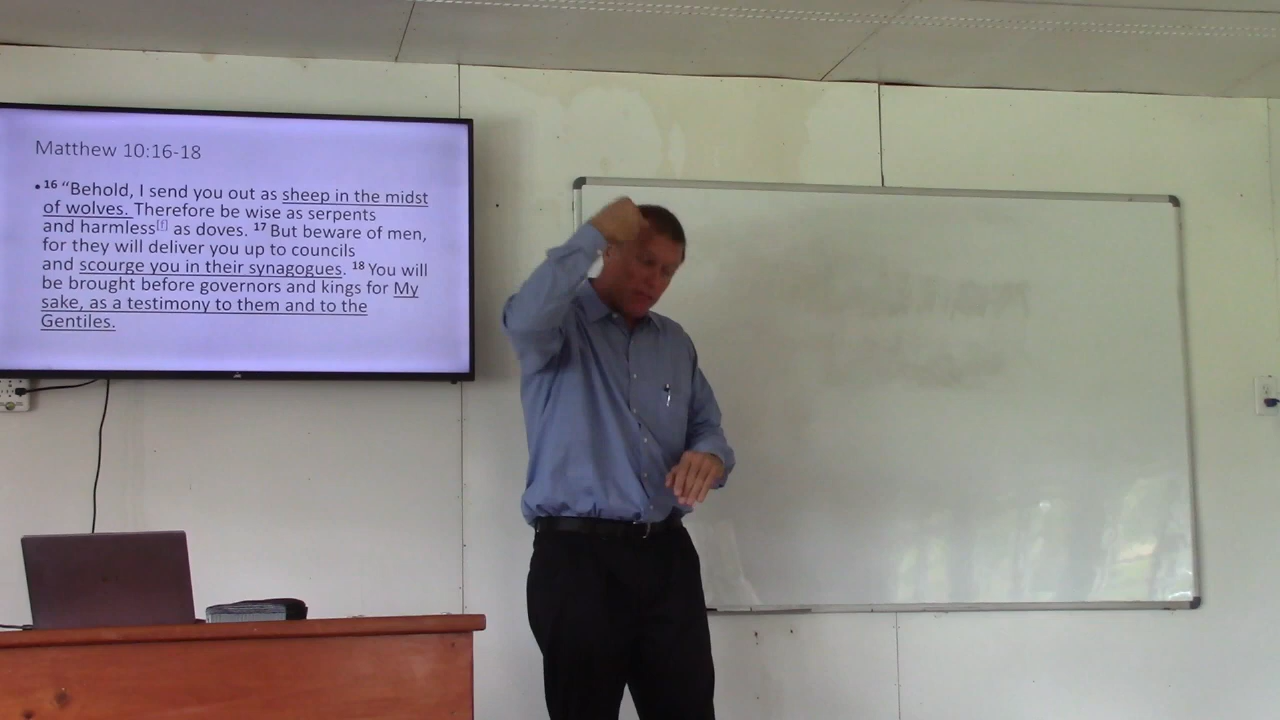 Matthew 10:16-18
• 16 “Behold, I send you out as sheep in the midst
of wolves. Therefore be wise as serpents
and harmless[f] as doves. 17 But beware of men,
for they will deliver you up to councils
and scourge you in their synagogues. 18 You will
be brought before governors and kings for My
sake, as a testimony to them and to the
Gentiles.